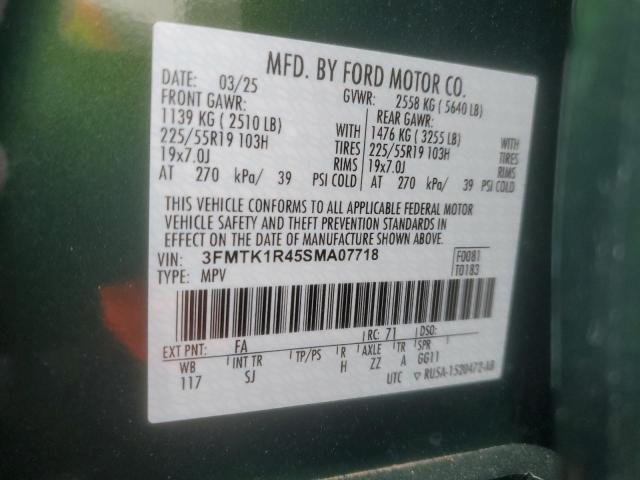 MFD. BY FORD MOTOR CO.
DATE: 03/25 GVWR: 2558 KG ( 5640 LB)
FRONT GAWR: REAR GAWR:
1139 KG ( 2510 LB) WITH 1476 KG ( 3255 LB) WITH
225/55R19 103H TIRES 225/55R19 103H TIRES
19x7.0J RIMS 19x7.0J RIMS
AT 270 kPa/ 39 PSI COLD AT 270 kPa/ 39 PSI COLD
THIS VEHICLE CONFORMS TO ALL APPLICABLE FEDERAL MOTOR
VEHICLE SAFETY AND THEFT PREVENTION STANDARDS IN
EFFECT ON THE DATE OF MANUFACTURE SHOWN ABOVE.
VIN: 3FMTK1R45SMA07718 F0081
TYPE: MPV T0183
EXT PNT: FA RC: 71 DSO:
WB INT TR TP/PS R AXLE TR SPR
117 SJ H ZZ A GG11
UTC ▽ RU5A-1520472-AB